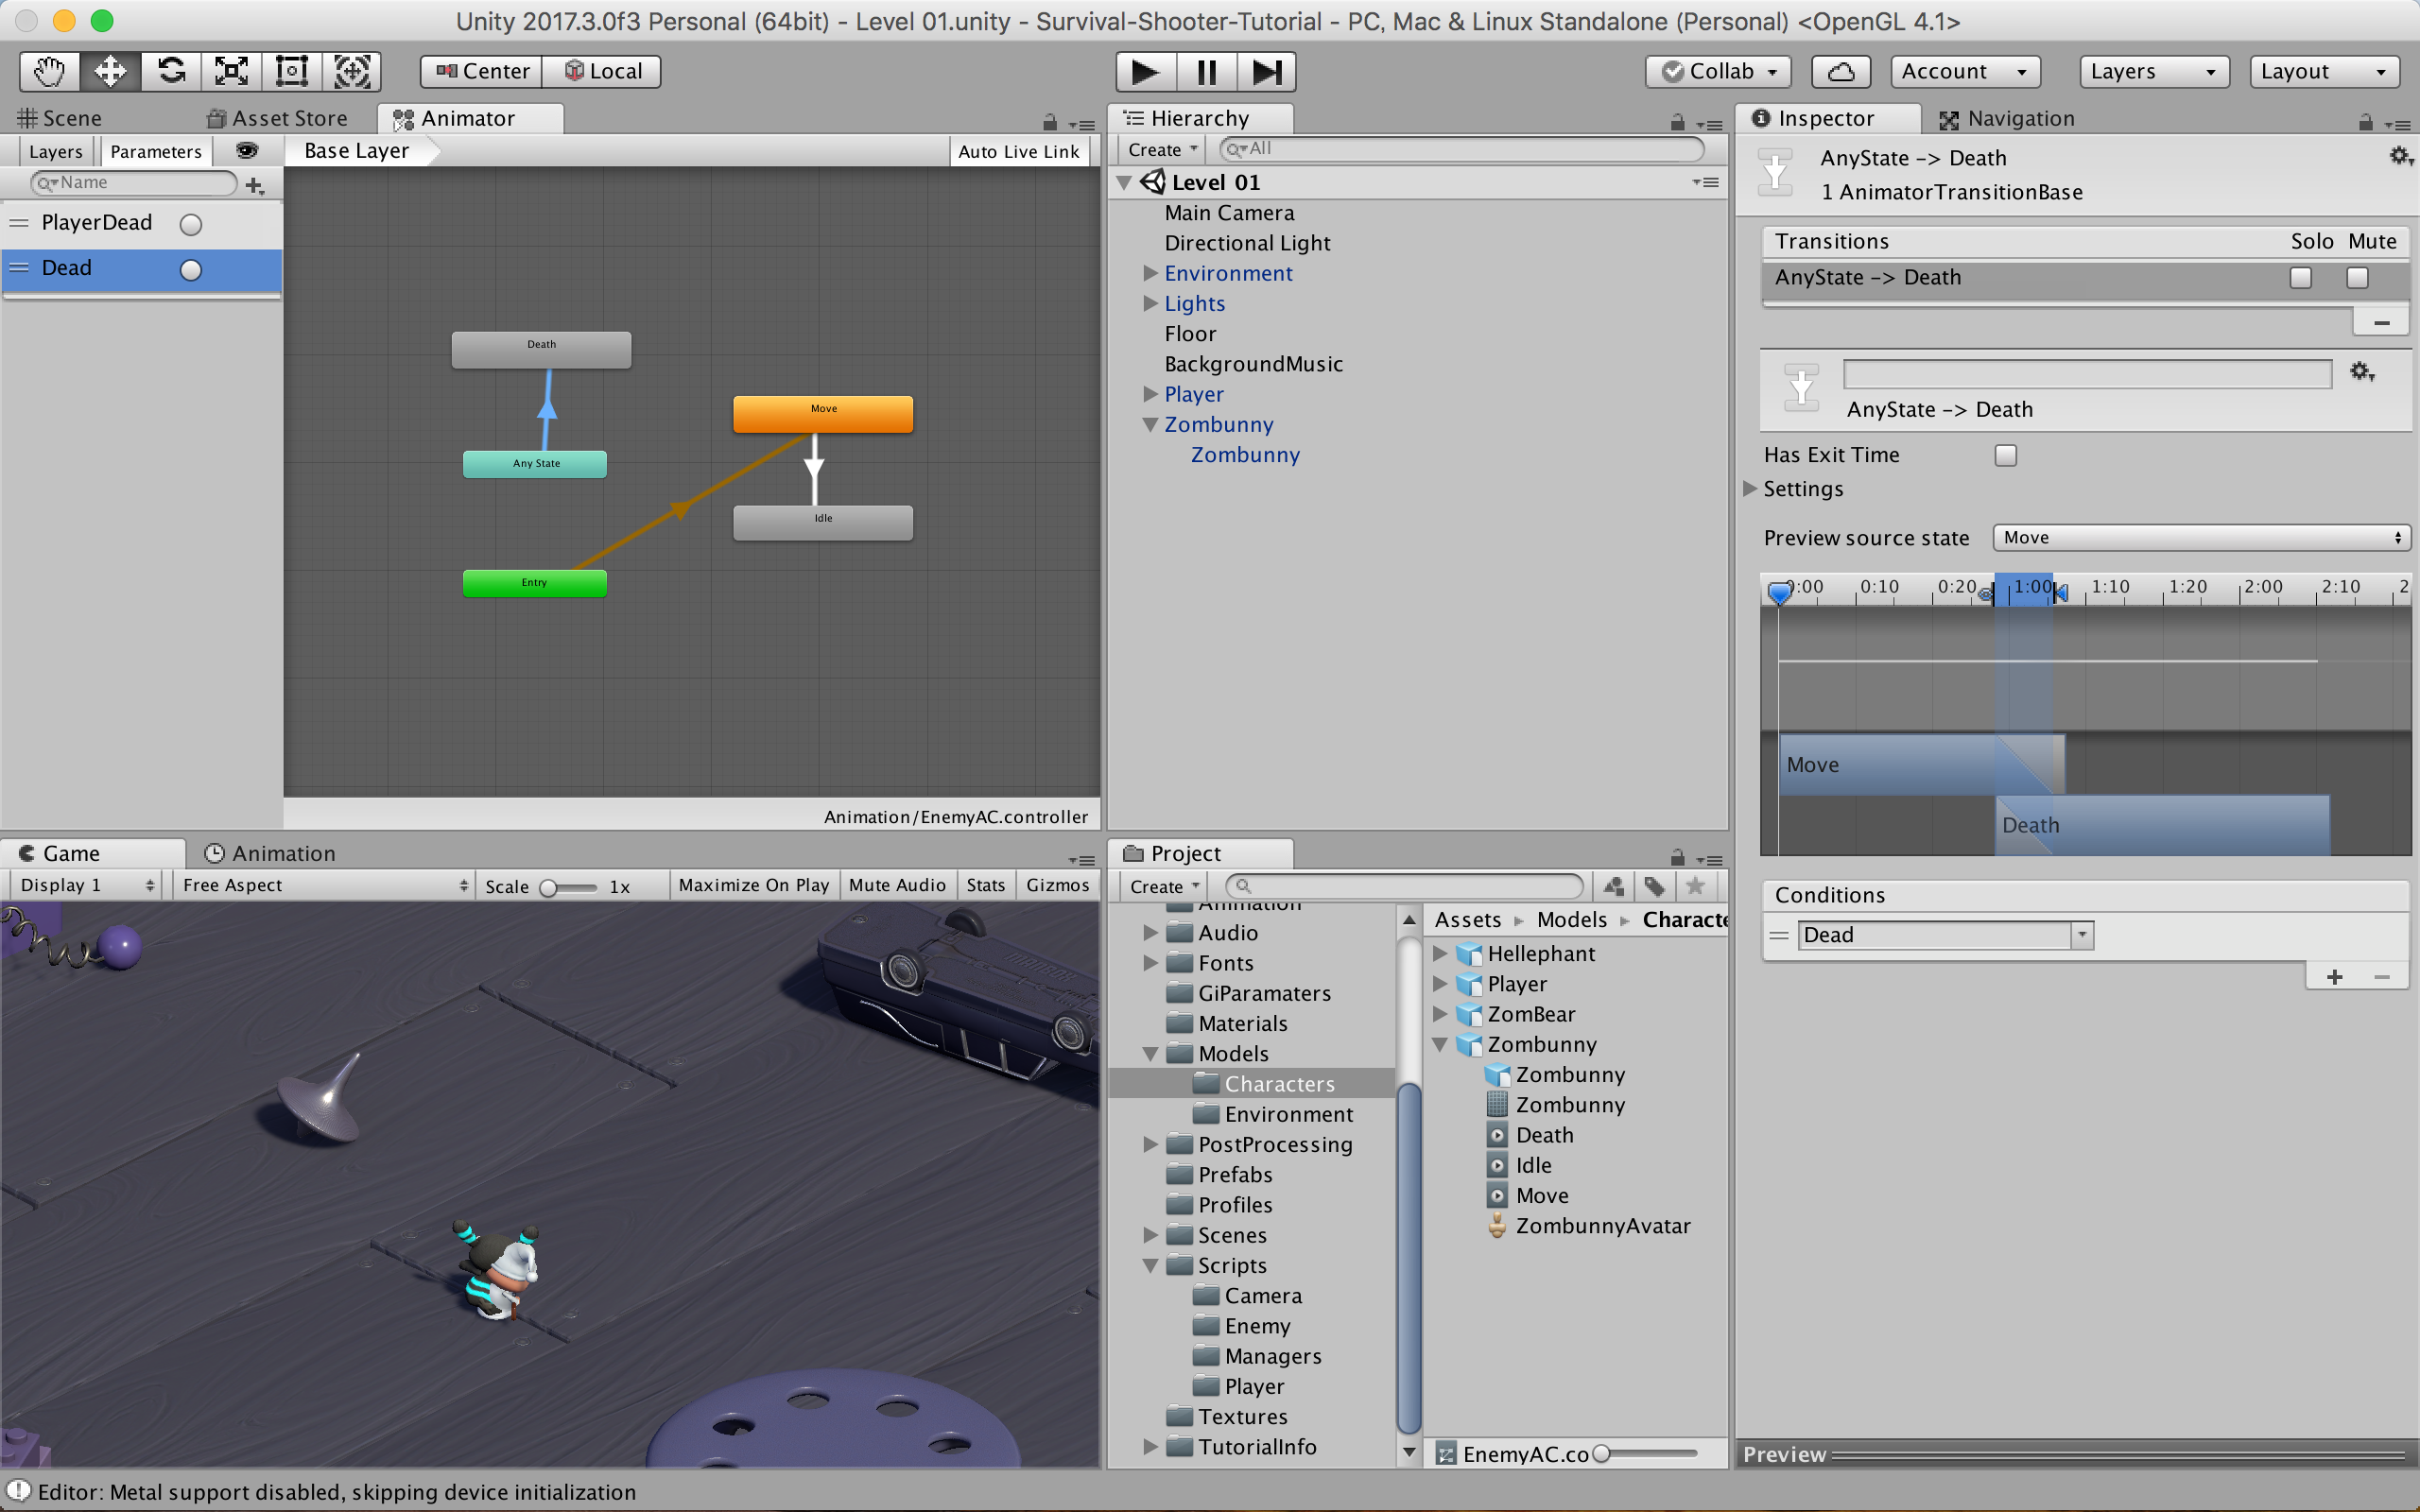 Unity 2017.3.0f3 Personal (64bit) - Level 01.unity - Survival-Shooter-Tutorial - PC, Mac & Linux Standalone (Personal) <OpenGL 4.1>
Center Local Collab Account Layers Layout
Scene Asset Store Animator
Layers Parameters Base Layer Auto Live Link
Name
PlayerDead
Dead
Death
Move
Any State
Idle
Entry
Animation/EnemyAC.controller
Hierarchy
Create All
Level 01
Main Camera
Directional Light
Environment
Lights
Floor
BackgroundMusic
Player
Zombunny
Zombunny
Inspector Navigation
AnyState -> Death
1 AnimatorTransitionBase
Transitions Solo Mute
AnyState -> Death
AnyState -> Death
Has Exit Time
Settings
Preview source state Move
0:00 0:10 0:20 1:00 1:10 1:20 2:00 2:10 2
Move
Death
Conditions
Dead
Preview
Game Animation
Display 1 Free Aspect Scale 1x Maximize On Play Mute Audio Stats Gizmos
Project
Create
Animation
Audio
Fonts
GiParamaters
Materials
Models
Characters
Environment
PostProcessing
Prefabs
Profiles
Scenes
Scripts
Camera
Enemy
Managers
Player
Textures
TutorialInfo
Assets Models Characte
Hellephant
Player
ZomBear
Zombunny
Zombunny
Zombunny
Death
Idle
Move
ZombunnyAvatar
EnemyAC.co
Editor: Metal support disabled, skipping device initialization